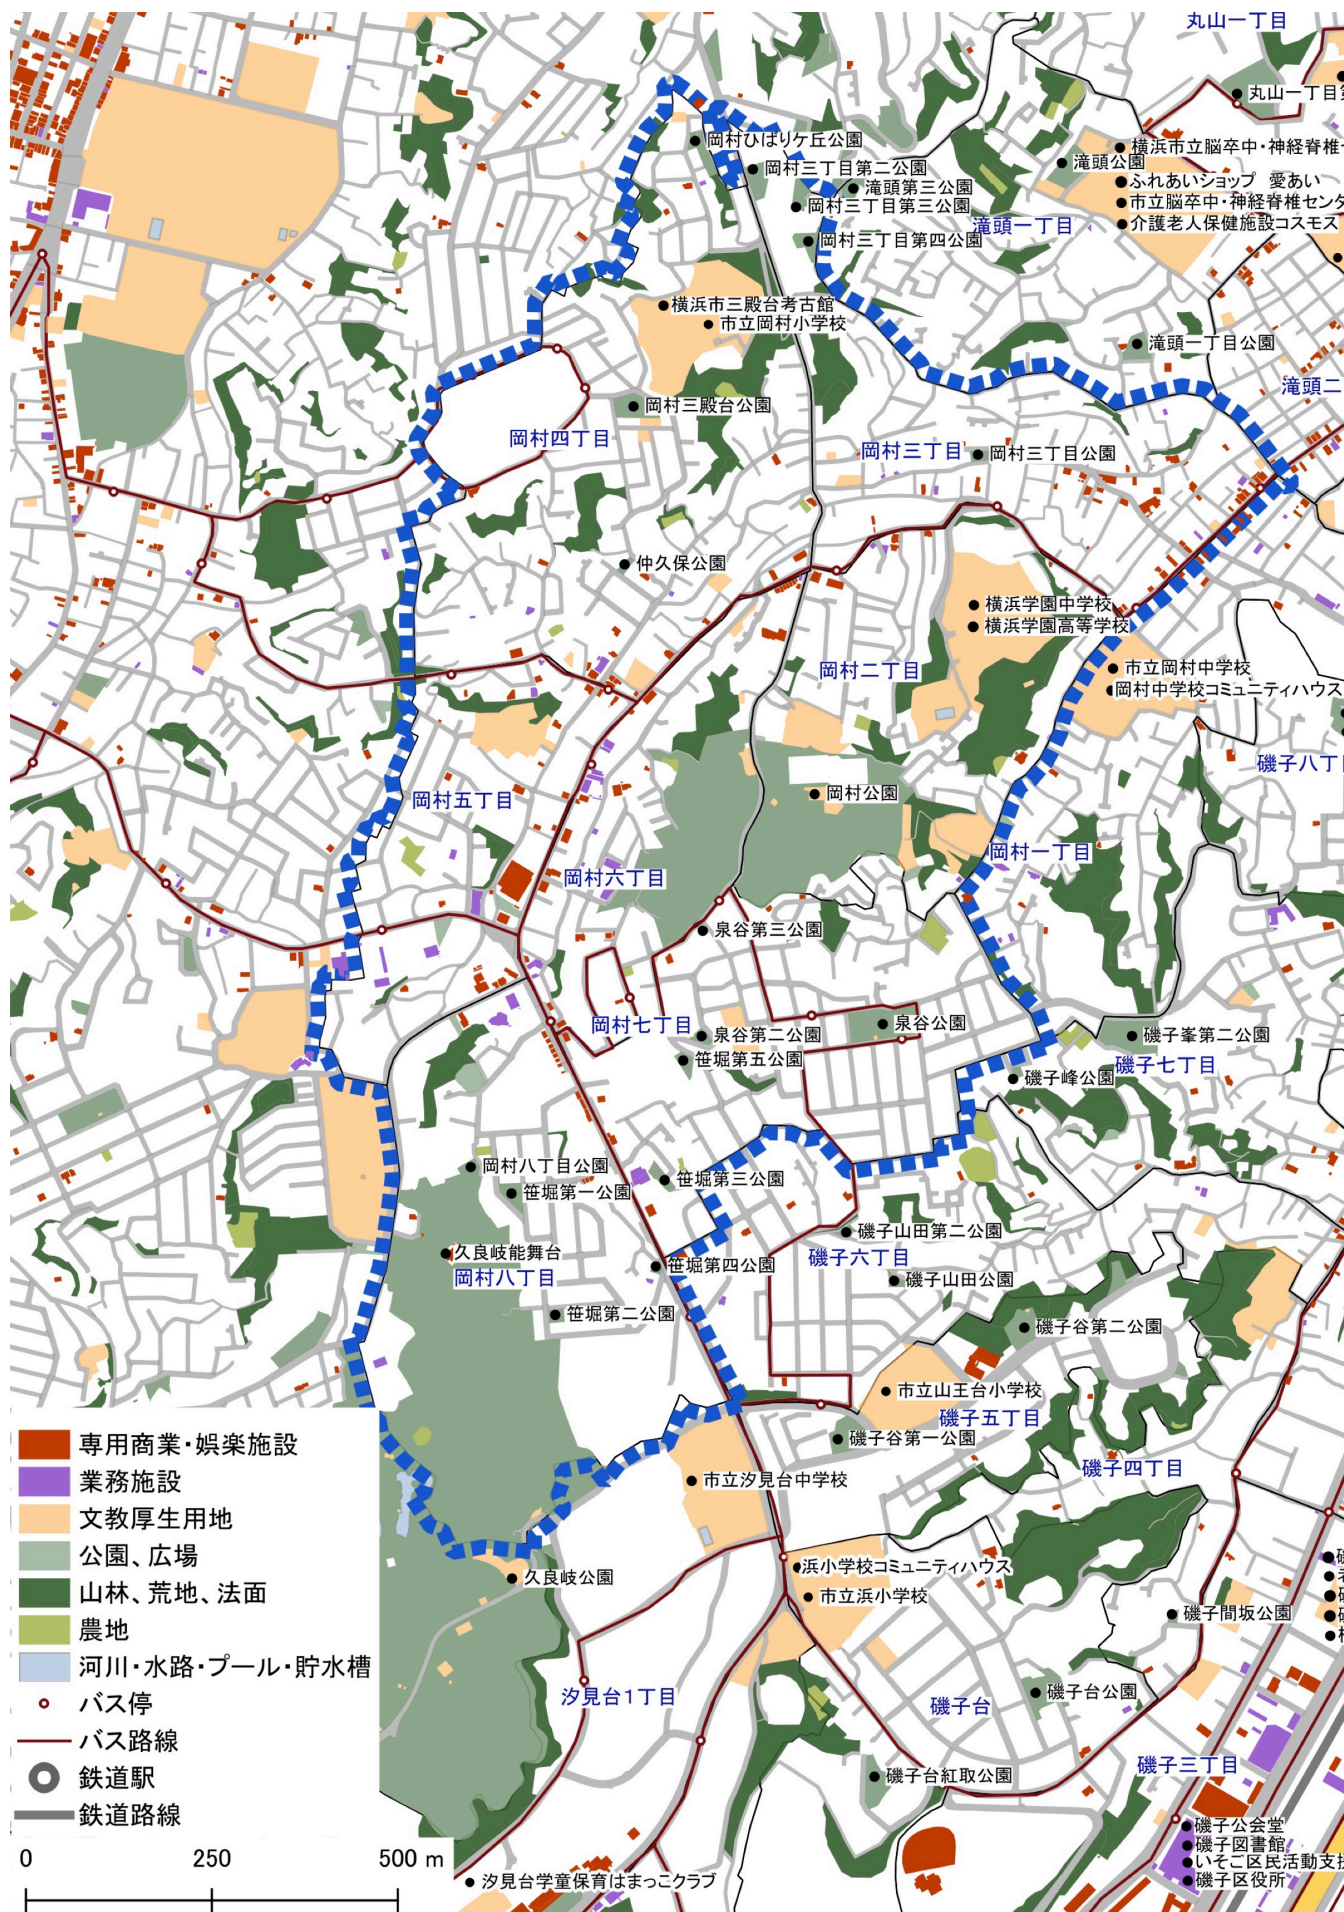 丸山一丁目
丸山一丁目第
岡村ひばりケ丘公園
横浜市立脳卒中・神経脊椎
滝頭公園
岡村三丁目第二公園
ふれあいショップ 愛あい
滝頭第三公園
市立脳卒中・神経脊椎センタ
岡村三丁目第三公園
介護老人保健施設コスモス
滝頭一丁目
岡村三丁目第四公園
横浜市三殿台考古館
市立岡村小学校
滝頭一丁目公園
滝頭二
岡村三殿台公園
岡村四丁目
岡村三丁目
岡村三丁目公園
仲久保公園
横浜学園中学校
横浜学園高等学校
岡村二丁目
市立岡村中学校
岡村中学校コミュニティハウス
磯子八丁目
岡村五丁目
岡村公園
岡村一丁目
岡村六丁目
泉谷第三公園
岡村七丁目
泉谷公園
泉谷第二公園
磯子峯第二公園
笹堀第五公園
磯子七丁目
磯子峰公園
岡村八丁目公園
笹堀第三公園
笹堀第一公園
磯子山田第二公園
久良岐能舞台
磯子六丁目
笹堀第四公園
岡村八丁目
磯子山田公園
笹堀第二公園
磯子谷第二公園
市立山王台小学校
磯子五丁目
磯子谷第一公園
磯子四丁目
市立汐見台中学校
浜小学校コミュニティハウス
久良岐公園
市立浜小学校
磯子間坂公園
汐見台1丁目
磯子台公園
磯子台
磯子三丁目
磯子台紅取公園
磯子公会堂
磯子図書館
いそご区民活動支援
磯子区役所
汐見台学童保育はまっこクラブ
専用商業・娯楽施設
業務施設
文教厚生用地
公園、広場
山林、荒地、法面
農地
河川・水路・プール・貯水槽
バス停
バス路線
鉄道駅
鉄道路線
0 250 500 m